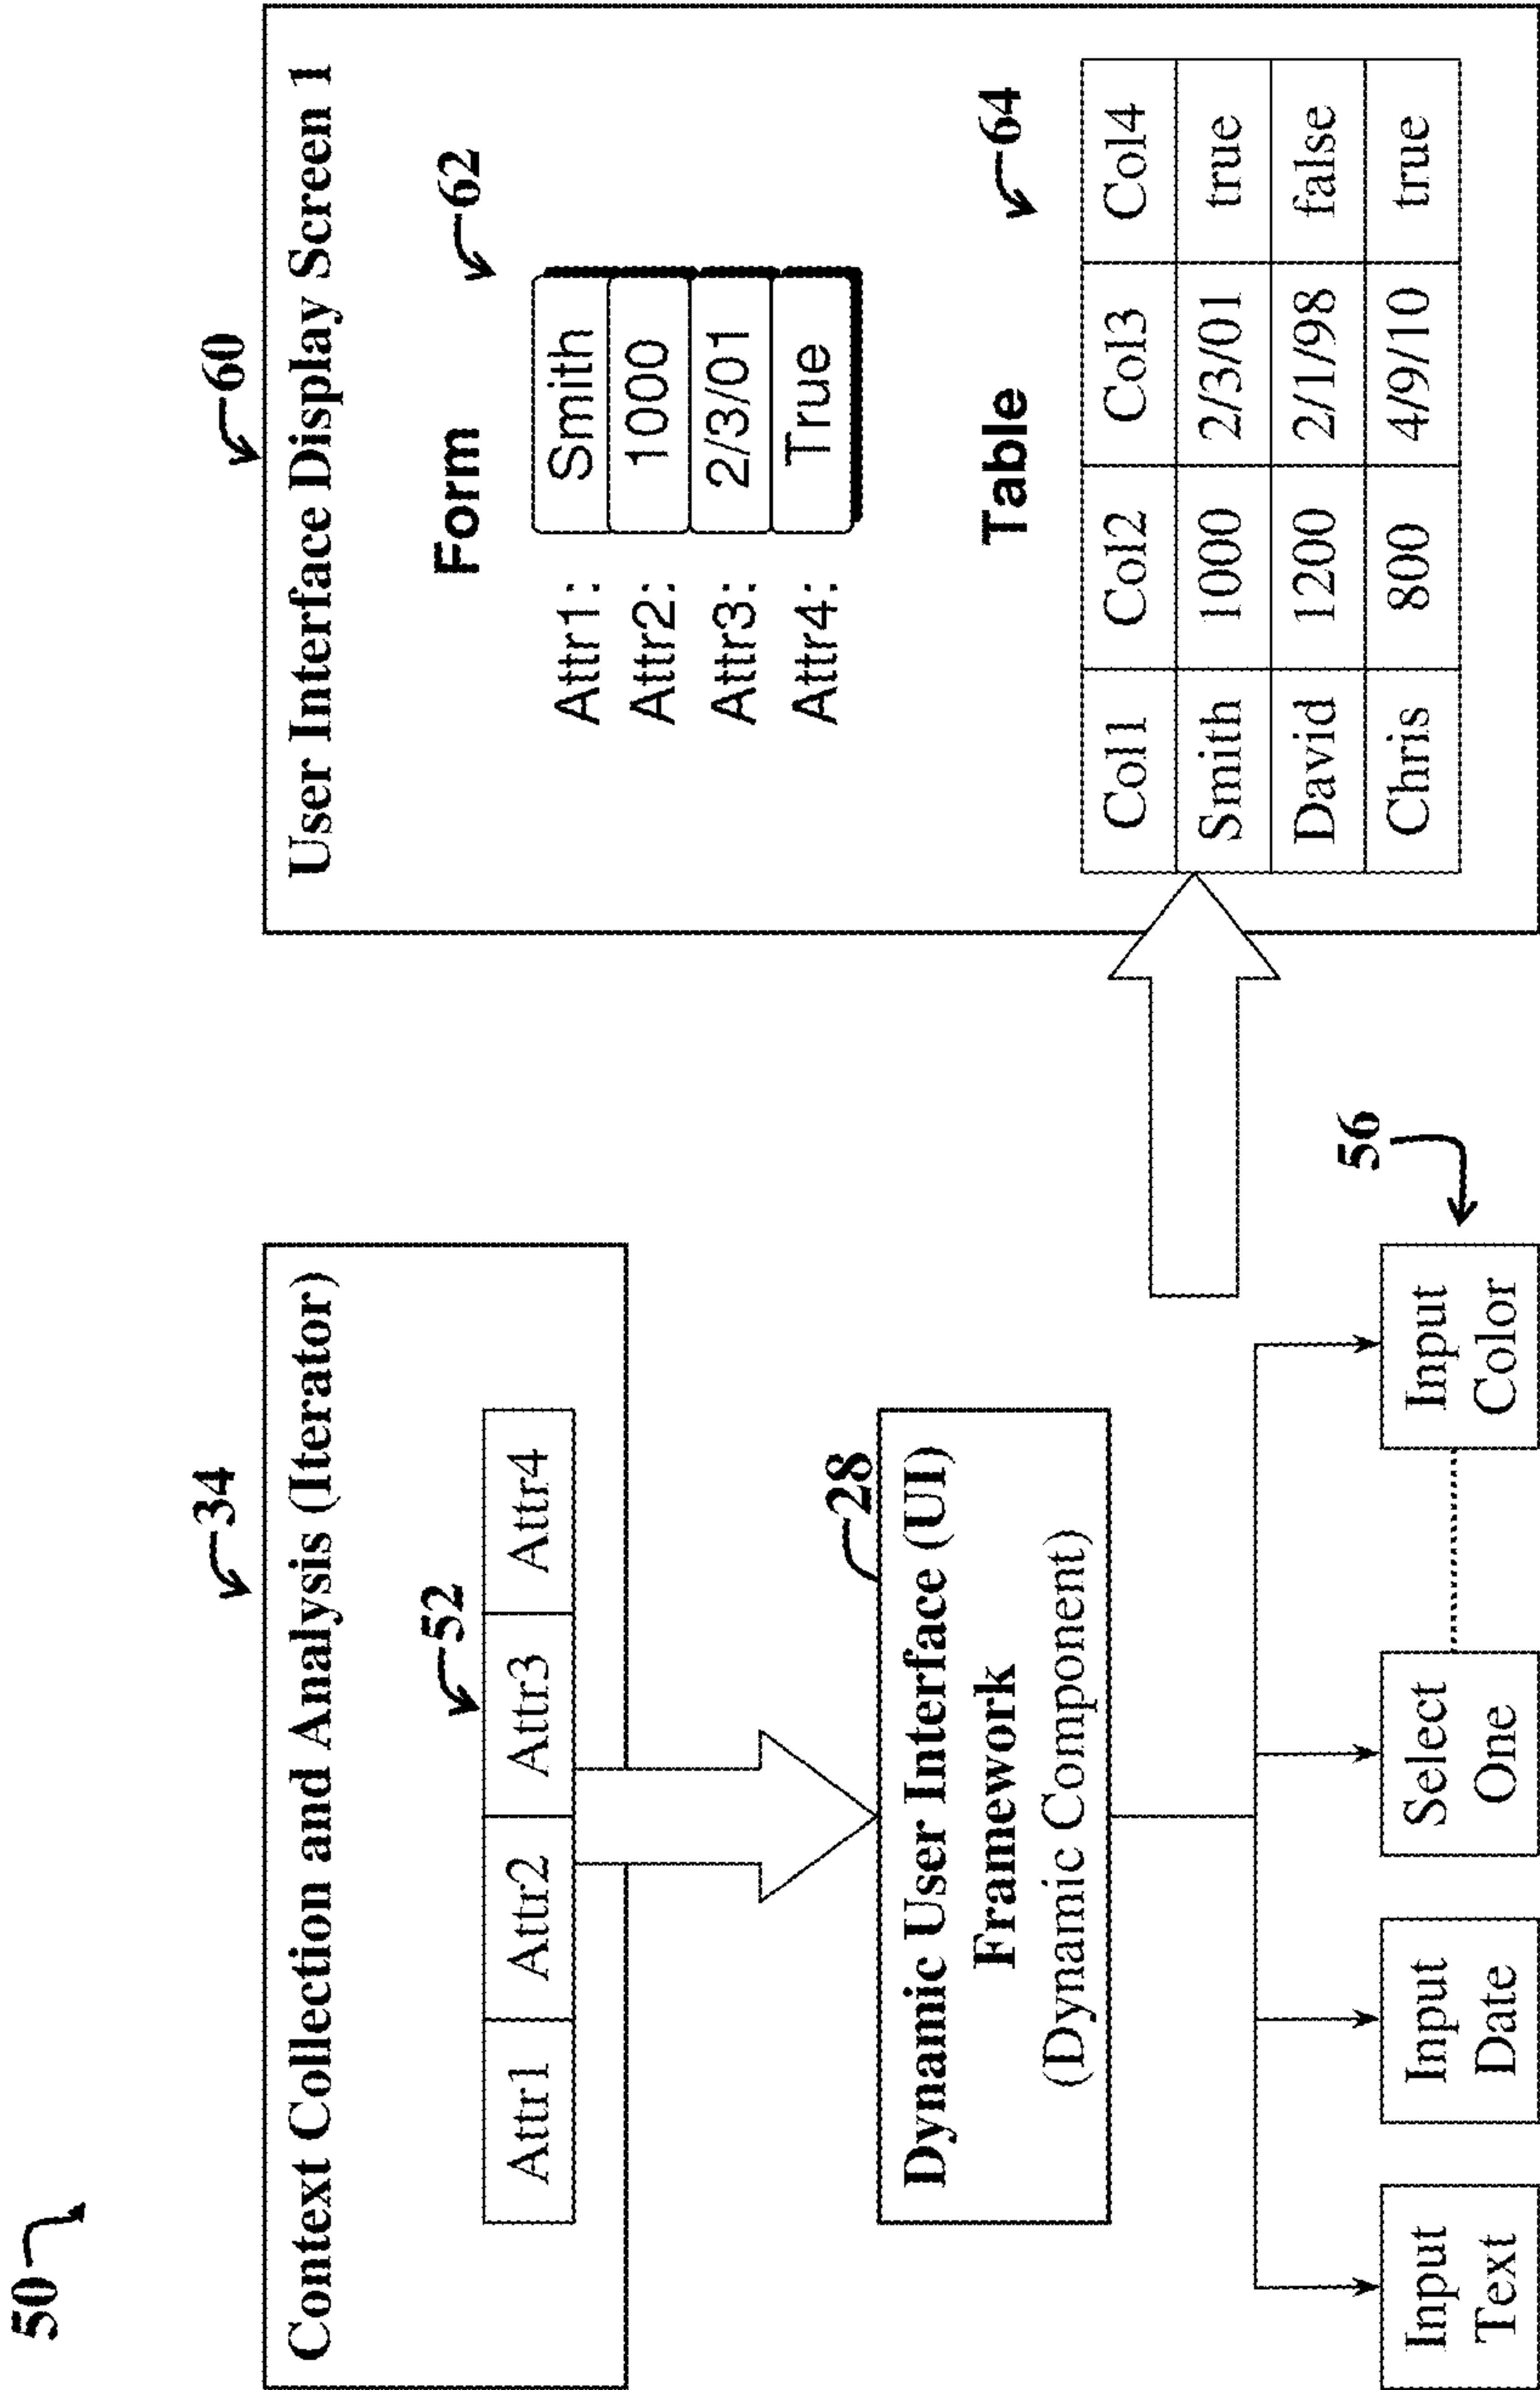 50
34
Context Collection and Analysis (Iterator)
52
Attr1 Attr2 Attr3 Attr4
28
Dynamic User Interface (UI)
Framework
(Dynamic Component)
56
Input
Text
Input
Date
Select
One
Input
Color
60
User Interface Display Screen 1
Form
62
Attr1: Smith
Attr2: 1000
Attr3: 2/3/01
Attr4: True
Table
64
Col1 Col2 Col3 Col4
Smith 1000 2/3/01 true
David 1200 2/1/98 false
Chris 800 4/9/10 true